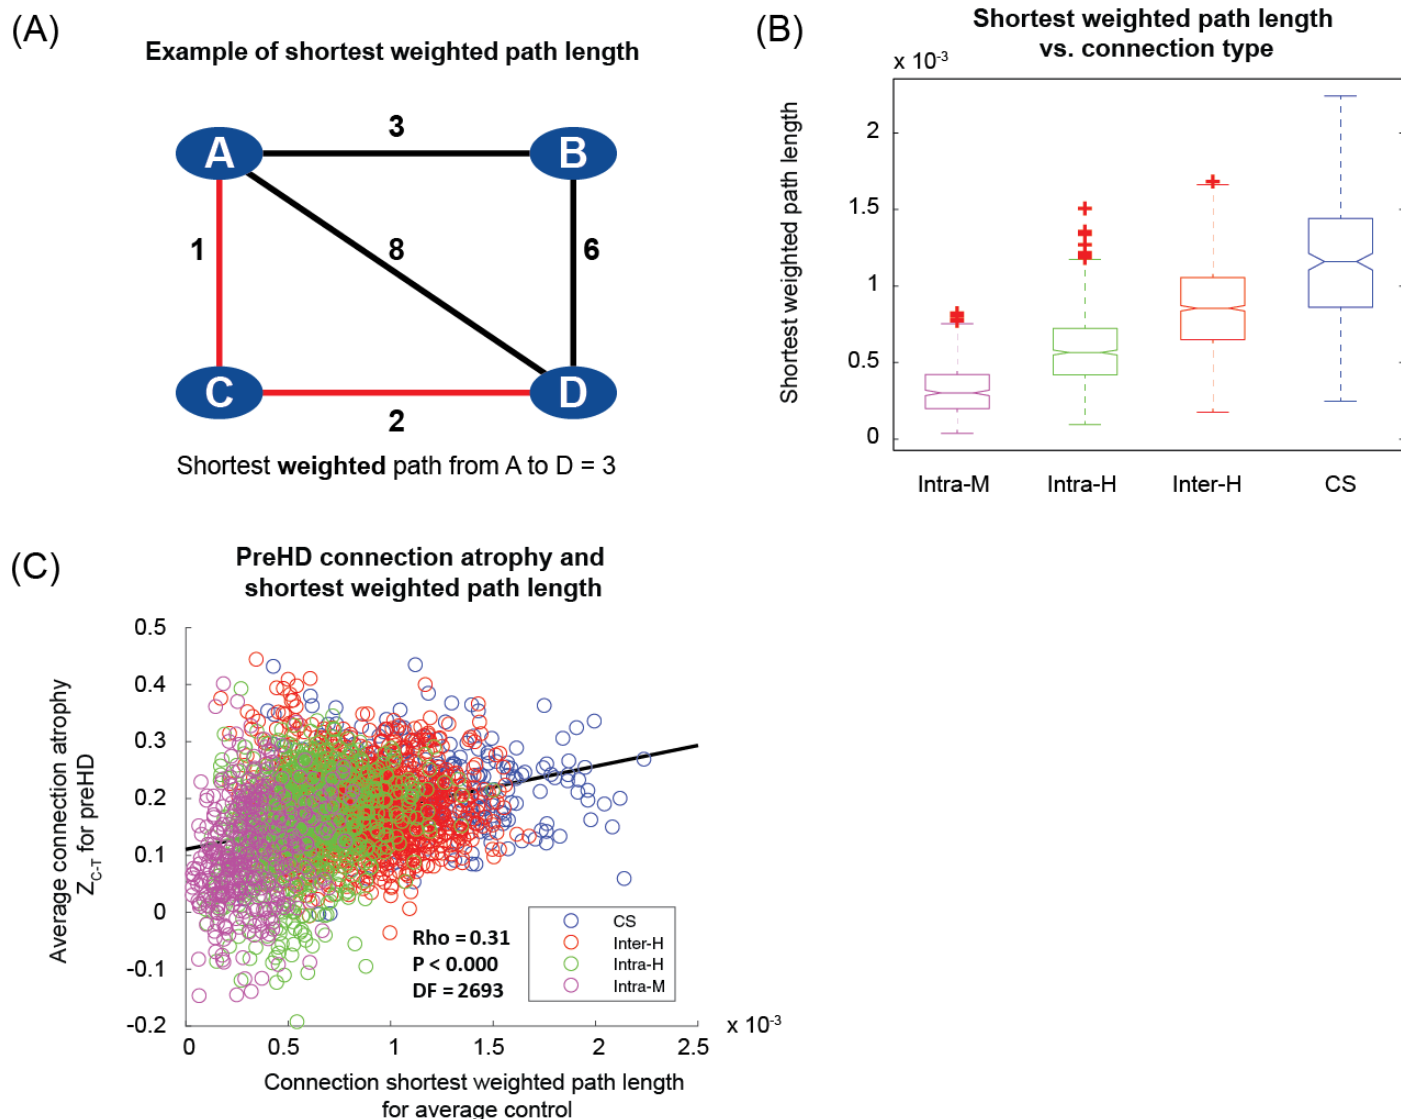 (A)
Example of shortest weighted path length
A
3
B
1
8
6
C
2
D
Shortest weighted path from A to D = 3
(B)
Shortest weighted path length
vs. connection type
x 10-3
Shortest weighted path length
2
1.5
1
0.5
0
Intra-M
Intra-H
Inter-H
CS
(C)
PreHD connection atrophy and
shortest weighted path length
Average connection atrophy
ZC-T for preHD
0.5
0.4
0.3
0.2
0.1
0
-0.1
-0.2
Rho = 0.31
P < 0.000
DF = 2693
CS
Inter-H
Intra-H
Intra-M
0
0.5
1
1.5
2
2.5
x 10-3
Connection shortest weighted path length
for average control